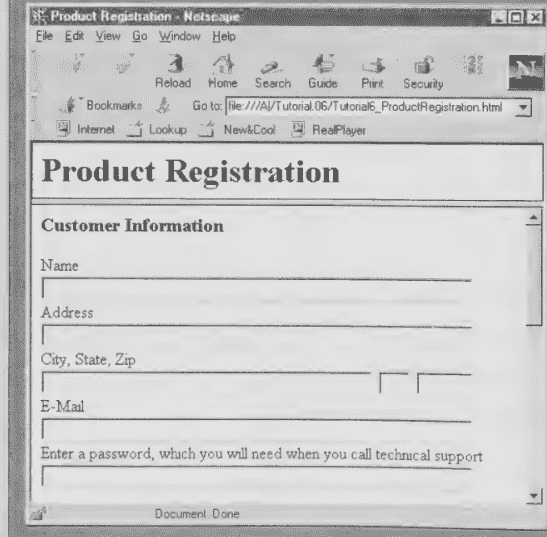 Product Registration - Netscape
File Edit View Go Window Help
Reload Home Search Guide Print Security
N
Bookmarks Go to: file:///A|/Tutorial.06/Tutorial6_ProductRegistration.html
Internet Lookup New&Cool RealPlayer
Product Registration
Customer Information
Name
Address
City, State, Zip
E-Mail
Enter a password, which you will need when you call technical support
Document: Done